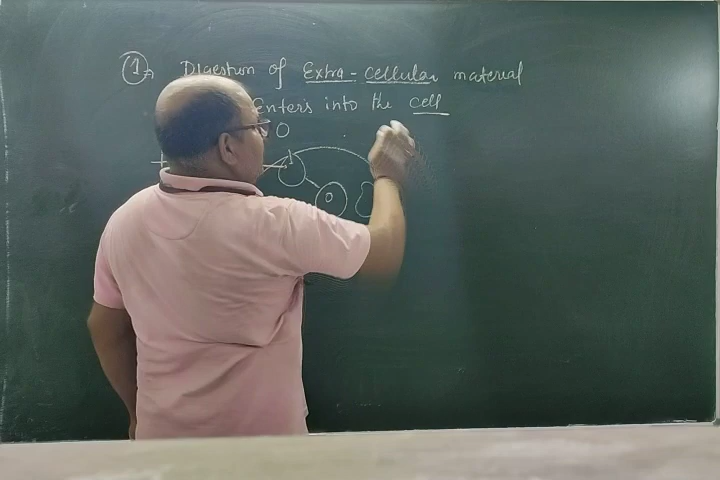 1 Digestion of Extra-cellular material
Enters into the cell